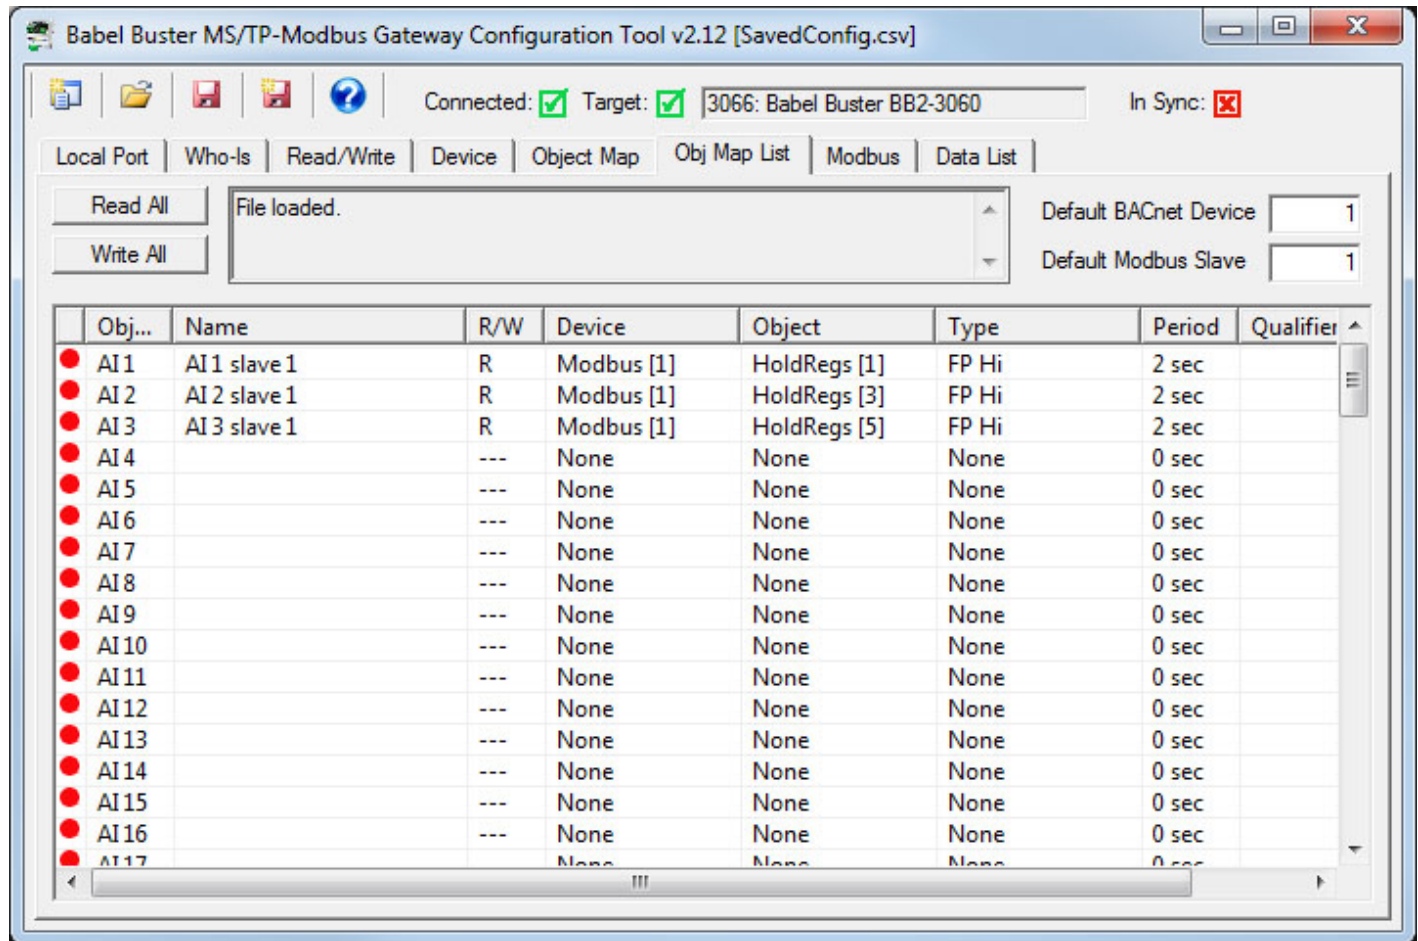 Babel Buster MS/TP-Modbus Gateway Configuration Tool v2.12 [SavedConfig.csv]
Connected: Target: 3066: Babel Buster BB2-3060 In Sync:
Local Port Who-Is Read/Write Device Object Map Obj Map List Modbus Data List
Read All File loaded. Default BACnet Device 1
Write All Default Modbus Slave 1
Obj... Name R/W Device Object Type Period Qualifier
AI 1 AI 1 slave 1 R Modbus [1] HoldRegs [1] FP Hi 2 sec
AI 2 AI 2 slave 1 R Modbus [1] HoldRegs [3] FP Hi 2 sec
AI 3 AI 3 slave 1 R Modbus [1] HoldRegs [5] FP Hi 2 sec
AI 4 --- None None None 0 sec
AI 5 --- None None None 0 sec
AI 6 --- None None None 0 sec
AI 7 --- None None None 0 sec
AI 8 --- None None None 0 sec
AI 9 --- None None None 0 sec
AI 10 --- None None None 0 sec
AI 11 --- None None None 0 sec
AI 12 --- None None None 0 sec
AI 13 --- None None None 0 sec
AI 14 --- None None None 0 sec
AI 15 --- None None None 0 sec
AI 16 --- None None None 0 sec
AI 17 None None None 0 sec